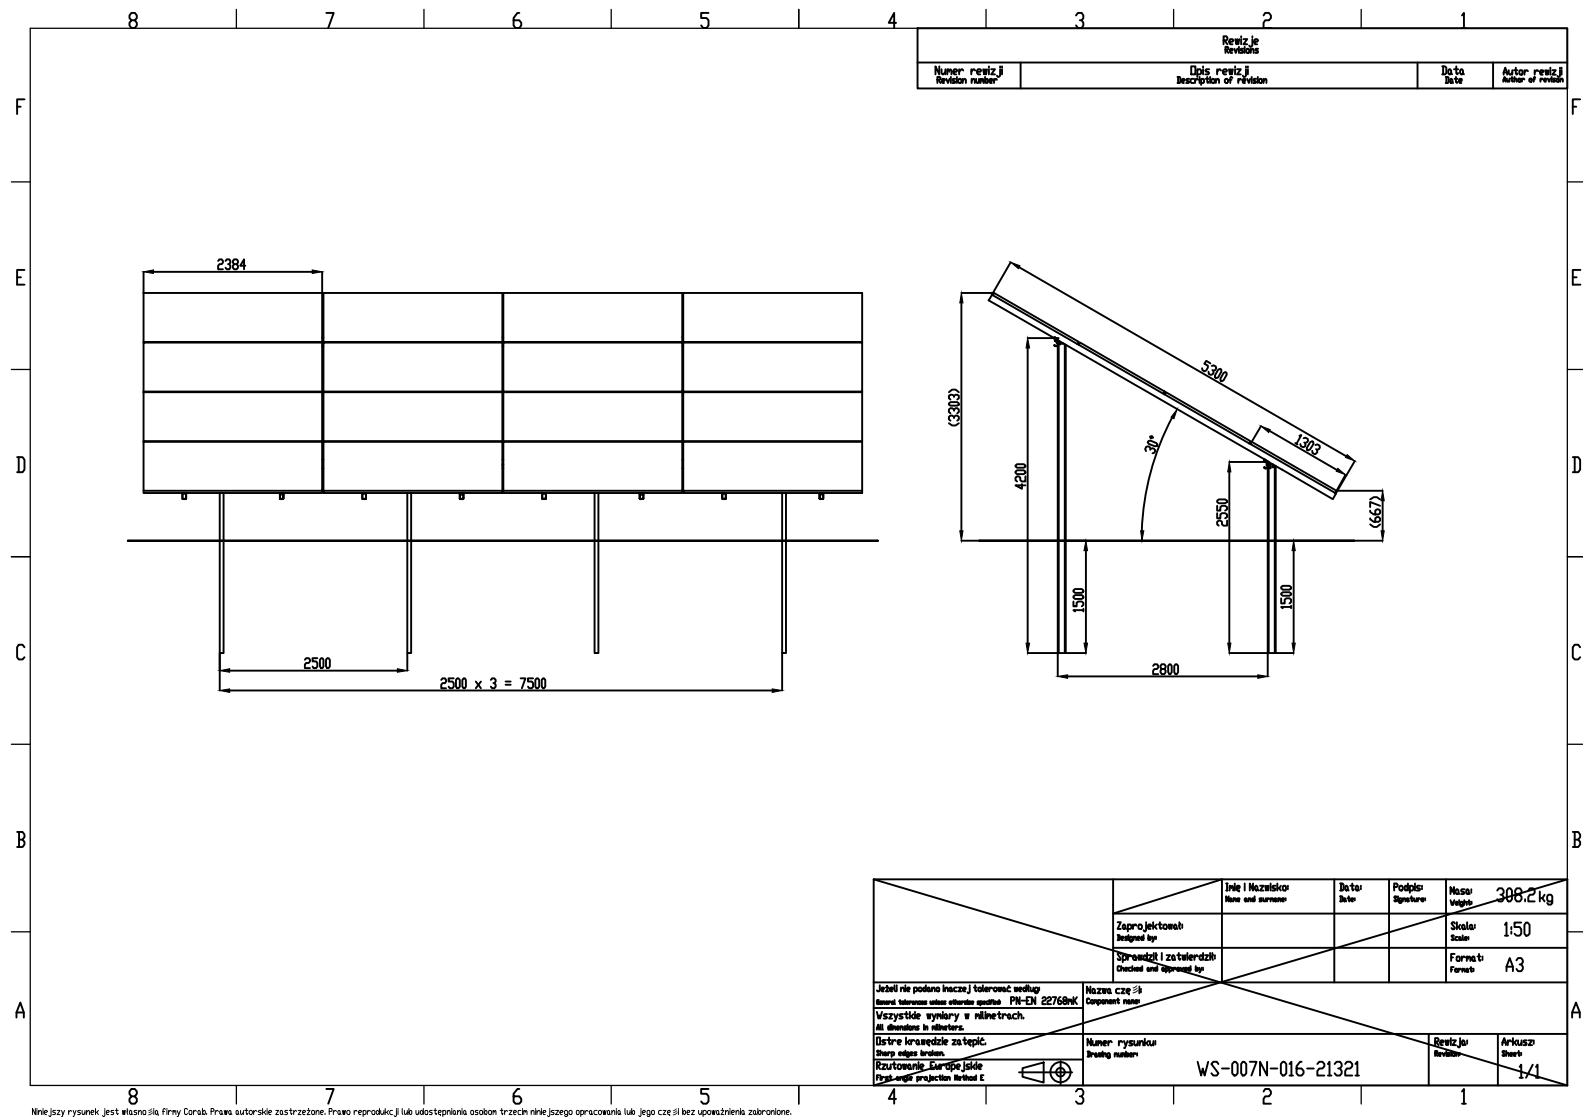 8 7 6 5 4 3 2 1
Rewizje
Revisions
Numer rewizji Opis rewizji Data Autor rewizji
Revision number Description of revision Date Author of revision
F F
E E
2384
5300
(3303)
1303
30°
D D
4200
2550
(667)
1500 1500
C C
2500
2800
2500 x 3 = 7500
B B
Imię i Nazwisko: Data: Podpis: Masa: 308.2 kg
Name and surname: Date: Signature: Weight:
Zaprojektował: Skala: 1:50
Designed by: Scale:
Sprawdził i zatwierdził: Format: A3
Checked and approved by: Format:
Jeżeli nie podano inaczej tolerować według: Nazwa części:
General tolerances unless otherwise specified PN-EN 22768mK Component name:
A A
Wszystkie wymiary w milimetrach.
All dimensions in milimeters.
Ostre krawędzie zatępić. Numer rysunku: Rewizja: Arkusz:
Sharp edges broken. Drawing number: Revision: Sheet:
Rzutowanie Europejskie WS-007N-016-21321 1/1
First-angle projection Method E
8 7 6 5 4 3 2 1
Niniejszy rysunek jest własnością firmy Corab. Prawa autorskie zastrzeżone. Prawo reprodukcji lub udostępniania osobom trzecim niniejszego opracowania lub jego części bez upoważnienia zabronione.